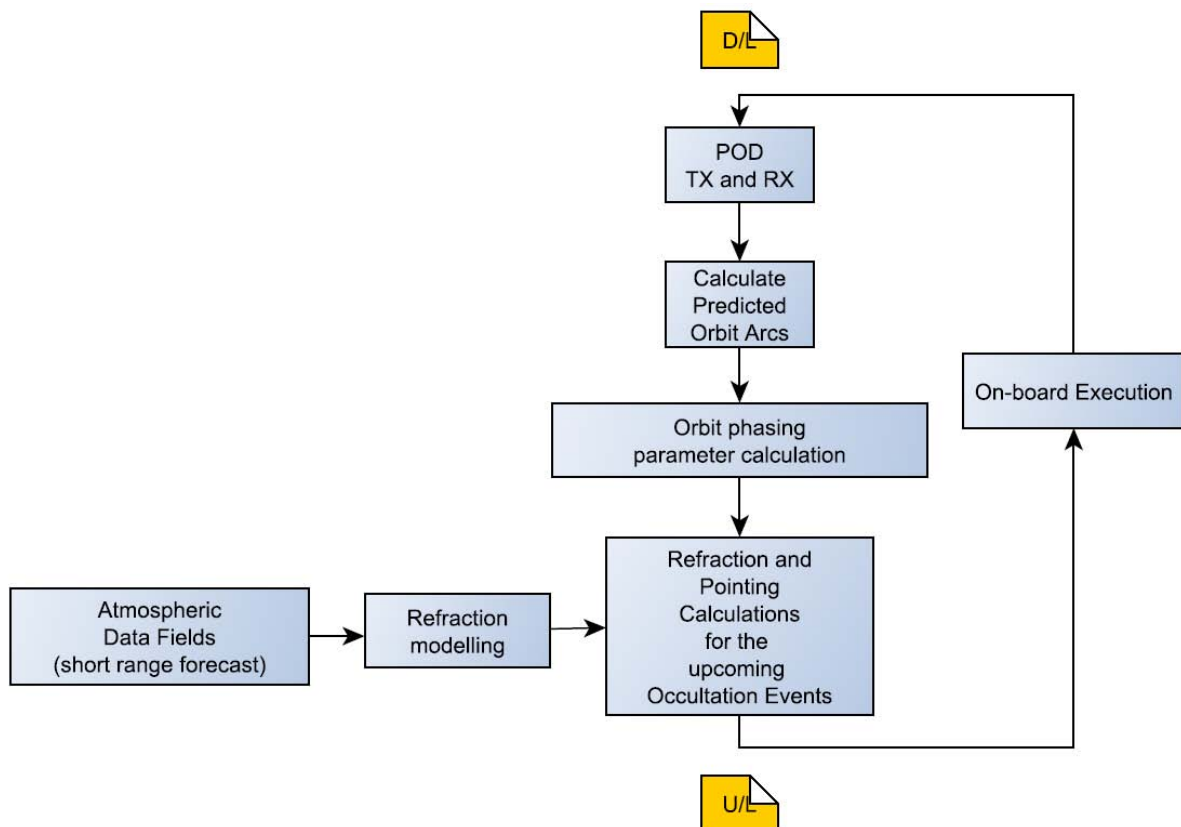 D/L
POD
TX and RX
Calculate
Predicted
Orbit Arcs
On-board Execution
Orbit phasing
parameter calculation
Refraction and
Pointing
Calculations
for the
upcoming
Occultation Events
Atmospheric
Data Fields
(short range forecast)
Refraction
modelling
U/L